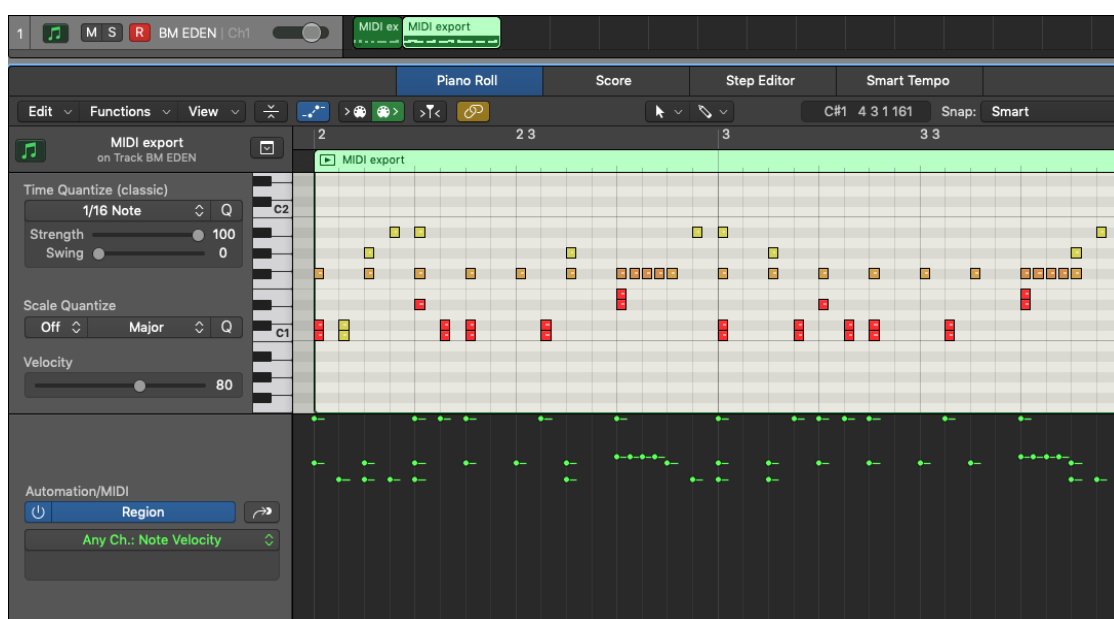 1 M S R BM EDEN | Ch1
MIDI ex MIDI export
Piano Roll Score Step Editor Smart Tempo
Edit Functions View C#1 4 3 1 161 Snap: Smart
MIDI export
on Track BM EDEN
2 2 3 3 3 3
MIDI export
Time Quantize (classic)
1/16 Note Q
Strength 100
Swing 0
C2
Scale Quantize
Off Major Q
C1
Velocity
80
Automation/MIDI
Region
Any Ch.: Note Velocity